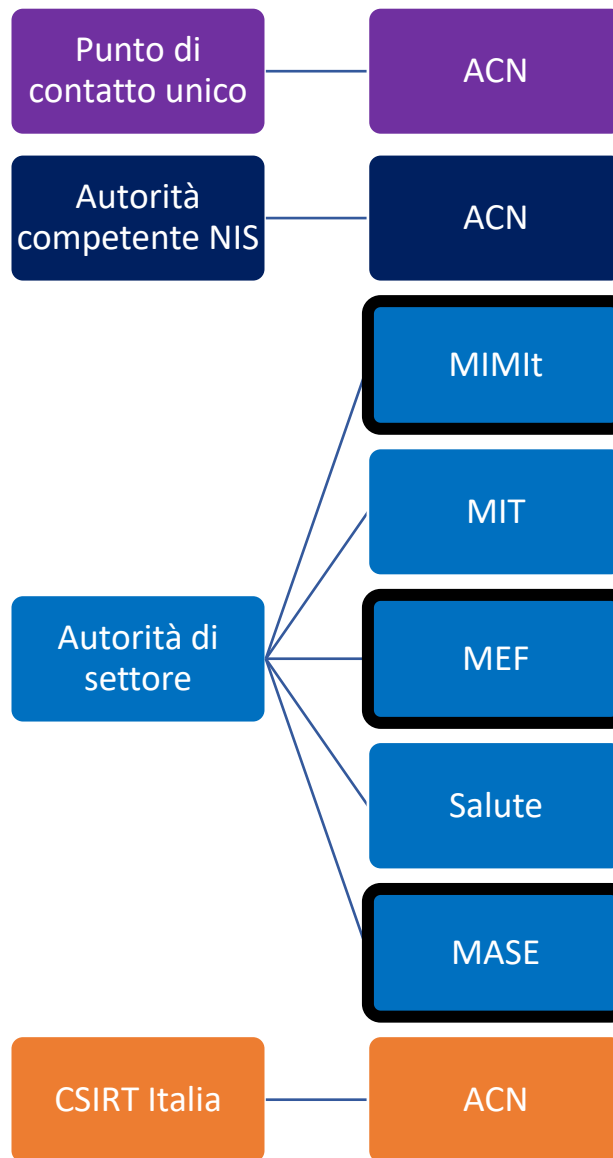 Punto di
contatto unico
ACN
Autorità
competente NIS
ACN
MIMIt
MIT
Autorità di
settore
MEF
Salute
MASE
CSIRT Italia
ACN